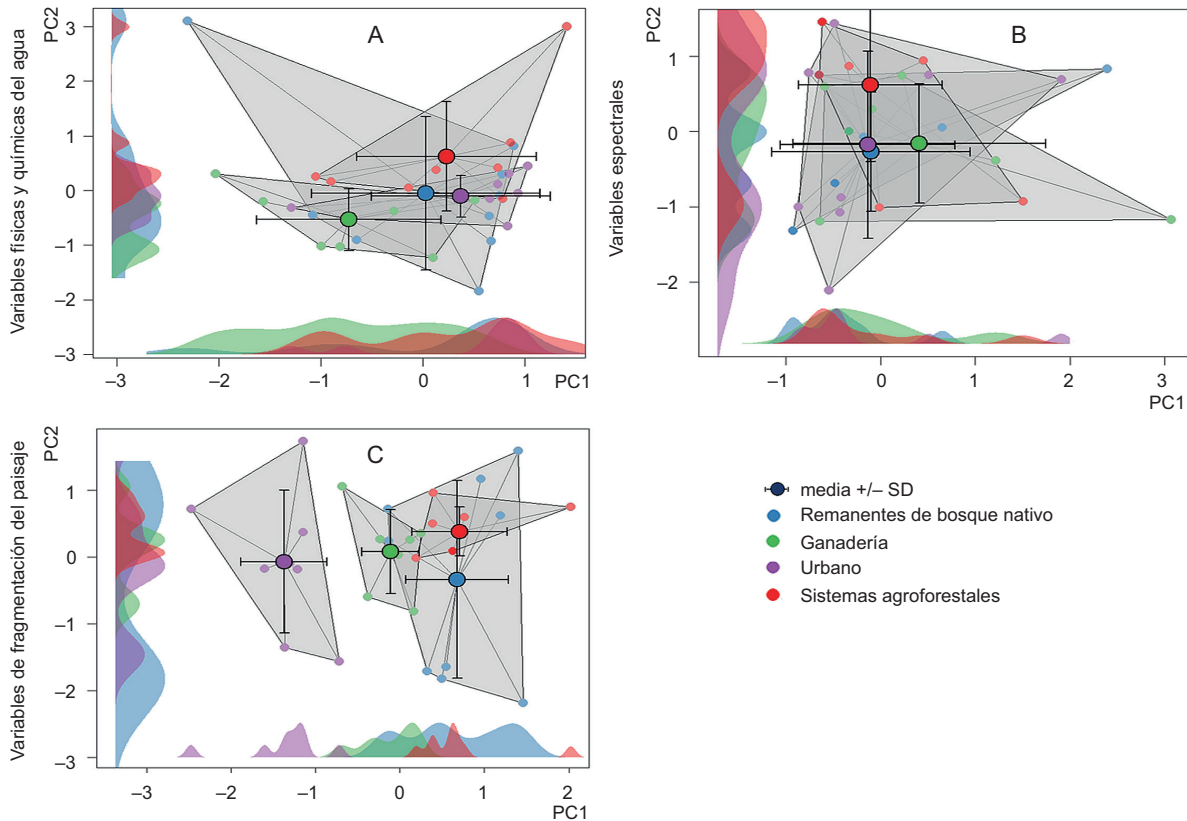 PC2
Variables físicas y químicas del agua
A
3
2
1
0
–1
–2
–3
–3
–2
–1
0
1
PC1
PC2
Variables espectrales
B
1
0
–1
–2
–1
0
1
2
3
PC1
PC2
Variables de fragmentación del paisaje
C
1
0
–1
–2
–3
–3
–2
–1
0
1
2
PC1
media +/– SD
Remanentes de bosque nativo
Ganadería
Urbano
Sistemas agroforestales